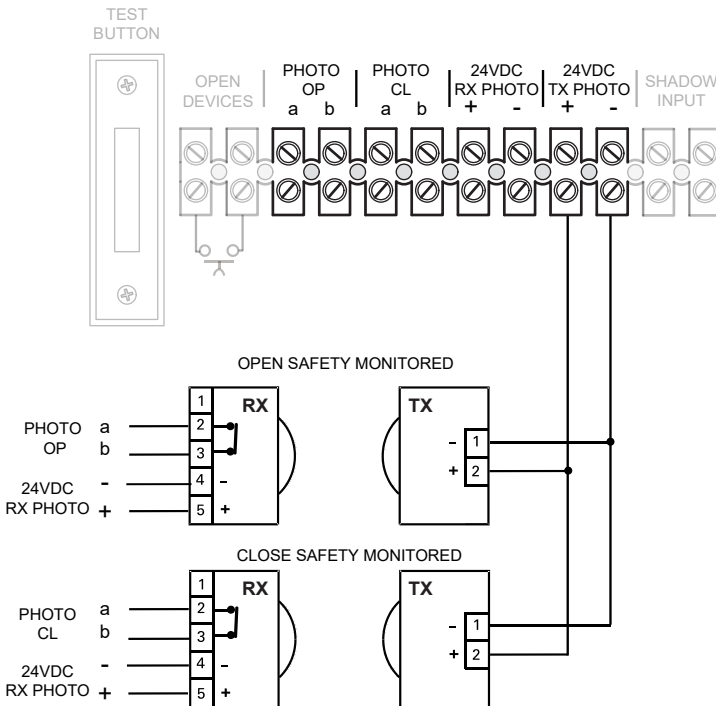 TEST
BUTTON
OPEN
DEVICES
PHOTO
OP
a b
PHOTO
CL
a b
24VDC
RX PHOTO
+ -
24VDC
TX PHOTO
+ -
SHADOW
INPUT
OPEN SAFETY MONITORED
PHOTO
OP
a
b
24VDC
RX PHOTO
-
+
1
2
3
4 -
5 +
RX
TX
- 1
+ 2
CLOSE SAFETY MONITORED
PHOTO
CL
a
b
24VDC
RX PHOTO
-
+
1
2
3
4 -
5 +
RX
TX
- 1
+ 2